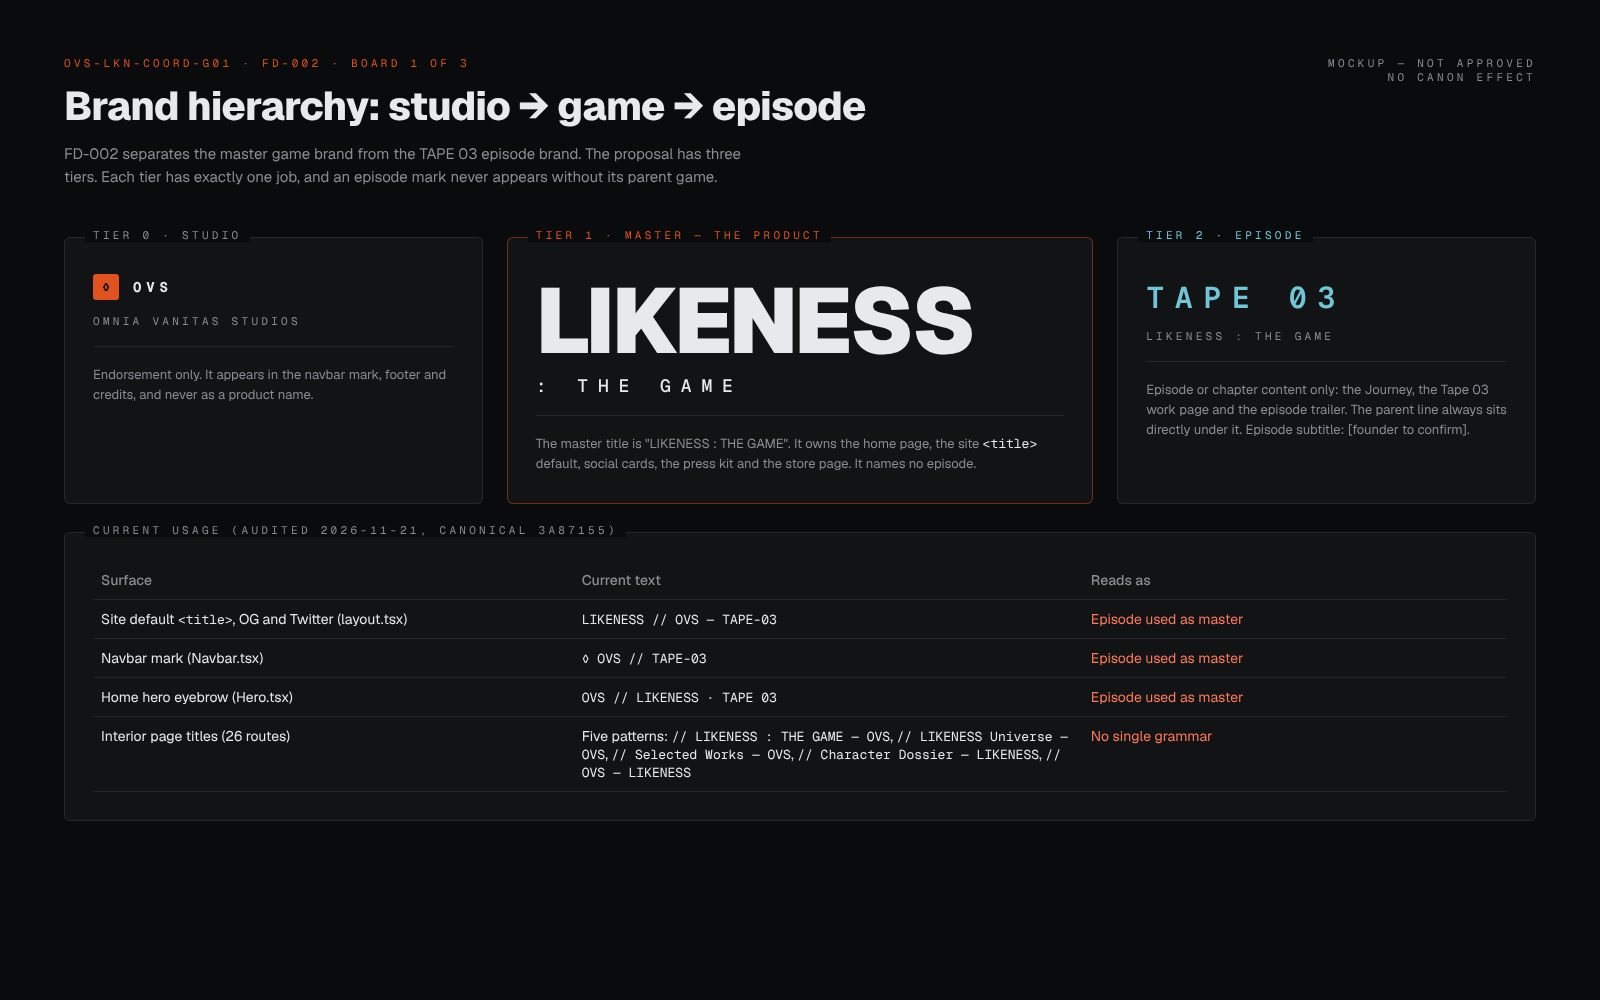 OVS-LKN-COORD-G01 · FD-002 · BOARD 1 OF 3
MOCKUP — NOT APPROVED
NO CANON EFFECT
Brand hierarchy: studio → game → episode
FD-002 separates the master game brand from the TAPE 03 episode brand. The proposal has three
tiers. Each tier has exactly one job, and an episode mark never appears without its parent game.
TIER 0 · STUDIO
◊ OVS
OMNIA VANITAS STUDIOS
Endorsement only. It appears in the navbar mark, footer and
credits, and never as a product name.
TIER 1 · MASTER — THE PRODUCT
LIKENESS
: THE GAME
The master title is "LIKENESS : THE GAME". It owns the home page, the site <title>
default, social cards, the press kit and the store page. It names no episode.
TIER 2 · EPISODE
TAPE 03
LIKENESS : THE GAME
Episode or chapter content only: the Journey, the Tape 03
work page and the episode trailer. The parent line always sits
directly under it. Episode subtitle: [founder to confirm].
CURRENT USAGE (AUDITED 2026-11-21, CANONICAL 3A87155)
Surface Current text Reads as
Site default <title>, OG and Twitter (layout.tsx) LIKENESS // OVS — TAPE-03 Episode used as master
Navbar mark (Navbar.tsx) ◊ OVS // TAPE-03 Episode used as master
Home hero eyebrow (Hero.tsx) OVS // LIKENESS · TAPE 03 Episode used as master
Interior page titles (26 routes) Five patterns: // LIKENESS : THE GAME — OVS, // LIKENESS Universe — No single grammar
OVS, // Selected Works — OVS, // Character Dossier — LIKENESS, //
OVS — LIKENESS